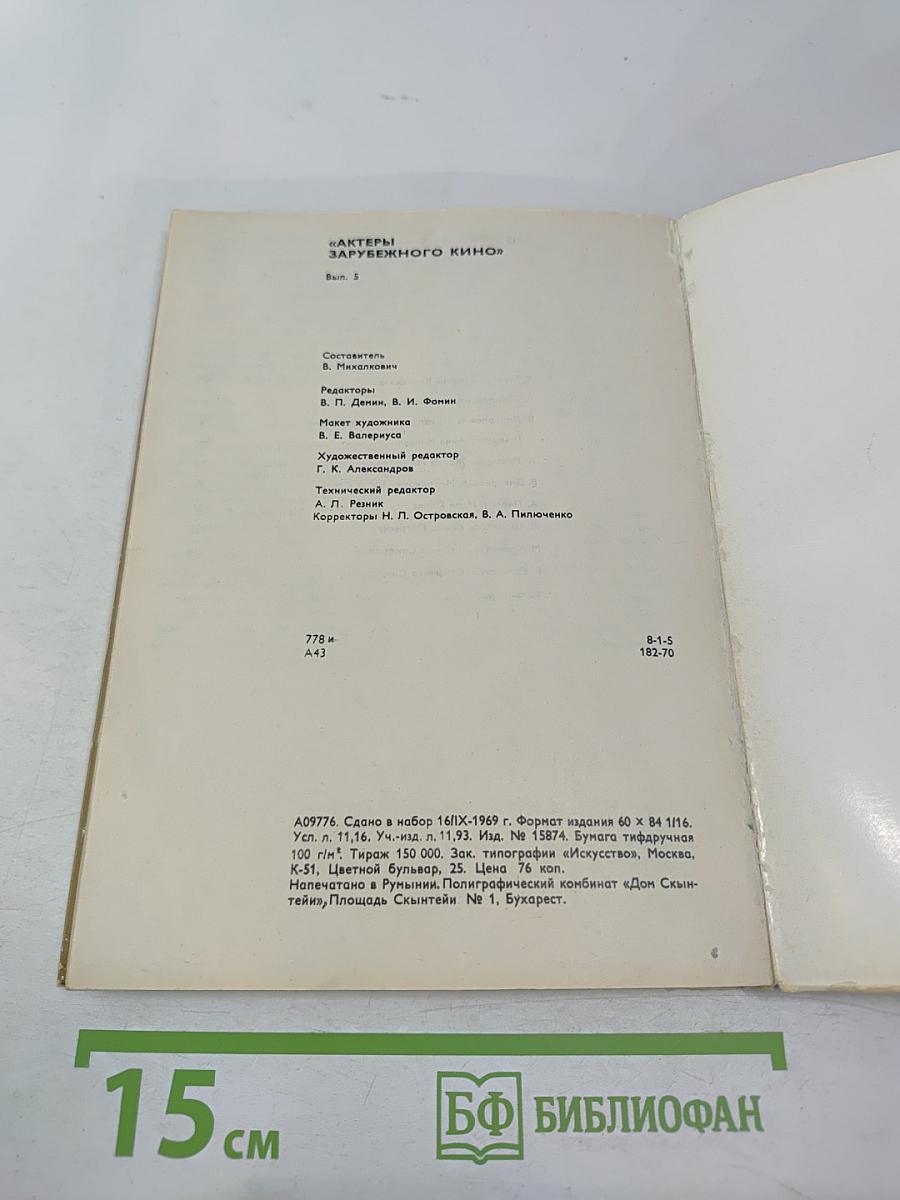 «АКТЕРЫ
ЗАРУБЕЖНОГО КИНО»
Вып. 5
Составитель
В. Михалкович
Редакторы
В. П. Демин, В. И. Фомин
Макет художника
В. Е. Валериуса
Художественный редактор
Г. К. Александров
Технический редактор
А. Л. Резник
Корректоры Н. Л. Островская, В. А. Пилюченко
778 и 8-1-5
А43 182-70
А09776. Сдано в набор 16/IX-1969 г. Формат издания 60 × 84 1/16.
Усл. л. 11,16. Уч.-изд. л. 11,93. Изд. № 15874. Бумага тифдручная
100 г/м². Тираж 150 000. Зак. типографии «Искусство», Москва,
К-51, Цветной бульвар, 25. Цена 76 коп.
Напечатано в Румынии. Полиграфический комбинат «Дом Скын-
тейи», Площадь Скынтейи № 1, Бухарест.
15 см
БФ БИБЛИОФАН